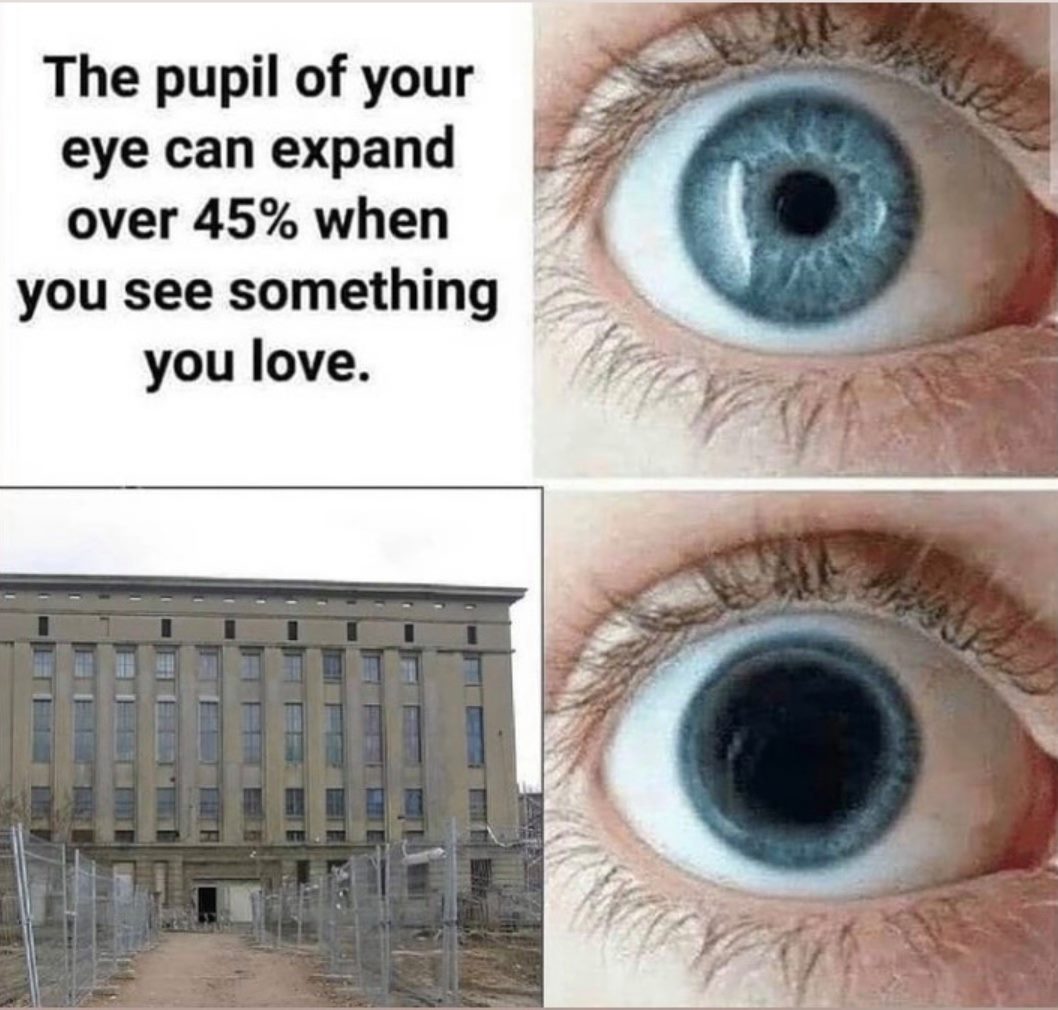 The pupil of your
eye can expand
over 45% when
you see something
you love.